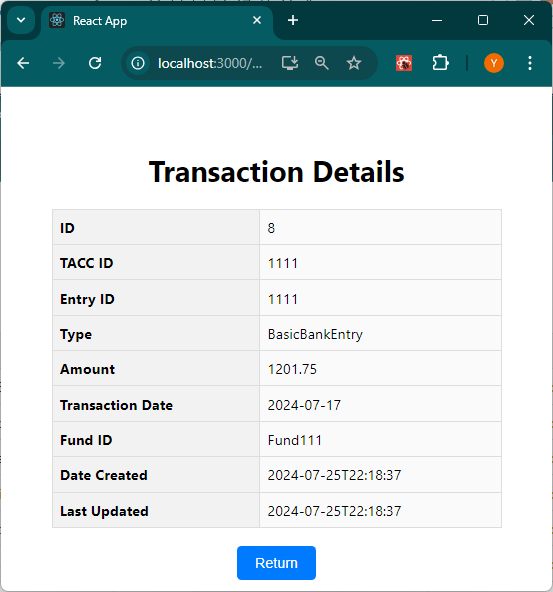 React App
localhost:3000/...
Y
Transaction Details
ID 8
TACC ID 1111
Entry ID 1111
Type BasicBankEntry
Amount 1201.75
Transaction Date 2024-07-17
Fund ID Fund111
Date Created 2024-07-25T22:18:37
Last Updated 2024-07-25T22:18:37
Return